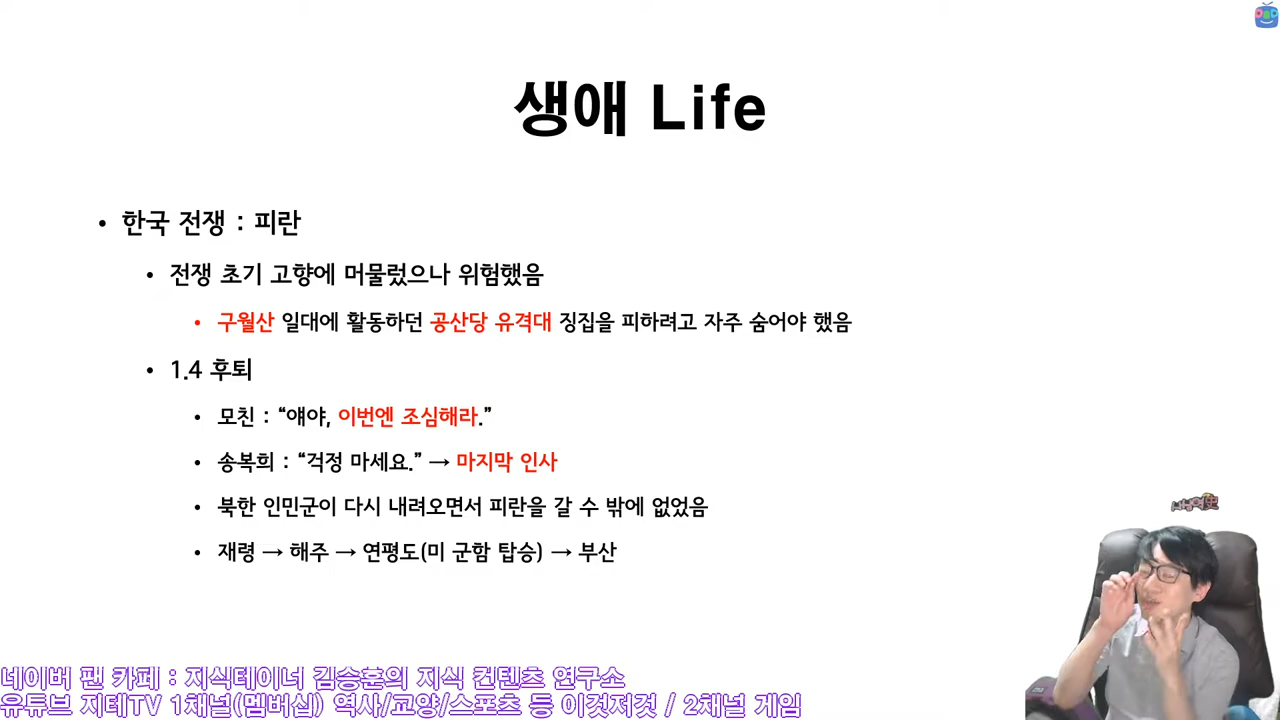 생애 Life
• 한국 전쟁 : 피란
• 전쟁 초기 고향에 머물렀으나 위험했음
• 구월산 일대에 활동하던 공산당 유격대 징집을 피하려고 자주 숨어야 했음
• 1.4 후퇴
• 모친 : “얘야, 이번엔 조심해라.”
• 송복희 : “걱정 마세요.” → 마지막 인사
• 북한 인민군이 다시 내려오면서 피란을 갈 수 밖에 없었음
• 재령 → 해주 → 연평도(미 군함 탑승) → 부산
네이버 팬 카페 : 지식테이너 김승훈의 지식 컨텐츠 연구소
유튜브 지테TV 1채널(멤버십) 역사/교양/스포츠 등 이것저것 / 2채널 게임